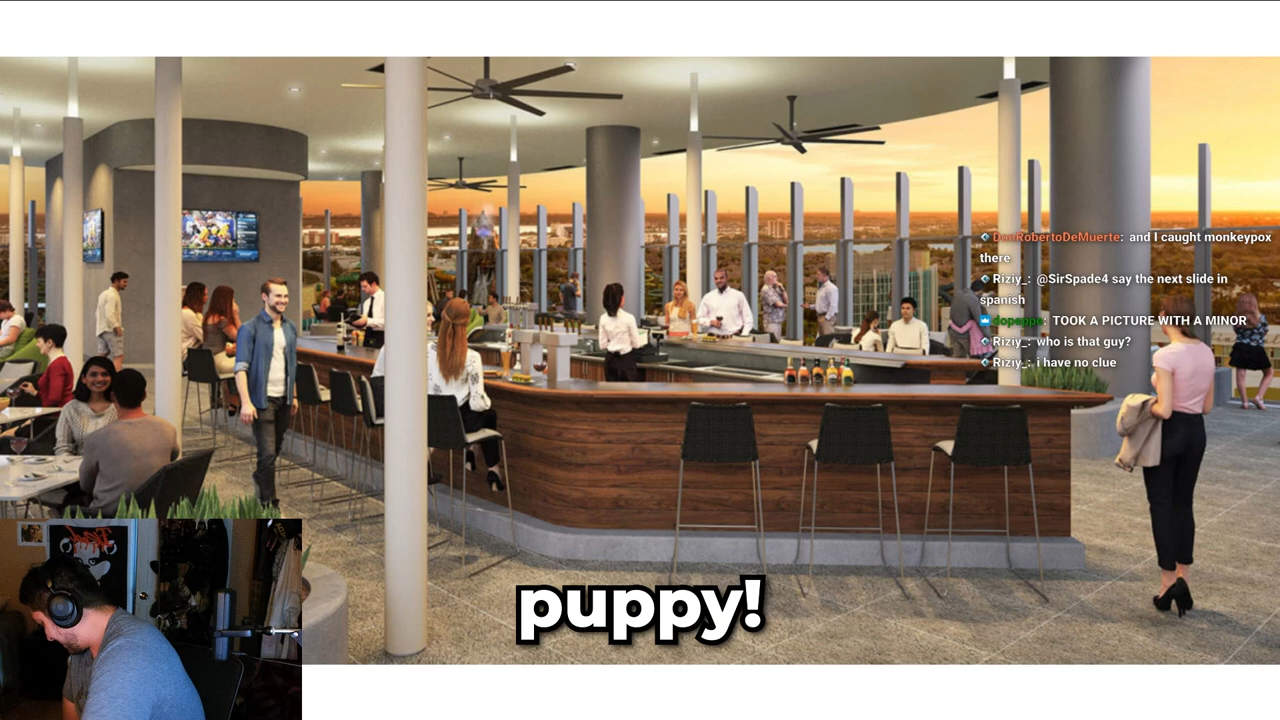 DonRobertoDeMuerte: and I caught monkeypox
there
Riziy_: @SirSpade4 say the next slide in
spanish
dopappo: TOOK A PICTURE WITH A MINOR
Riziy_: who is that guy?
Riziy_: i have no clue
puppy!